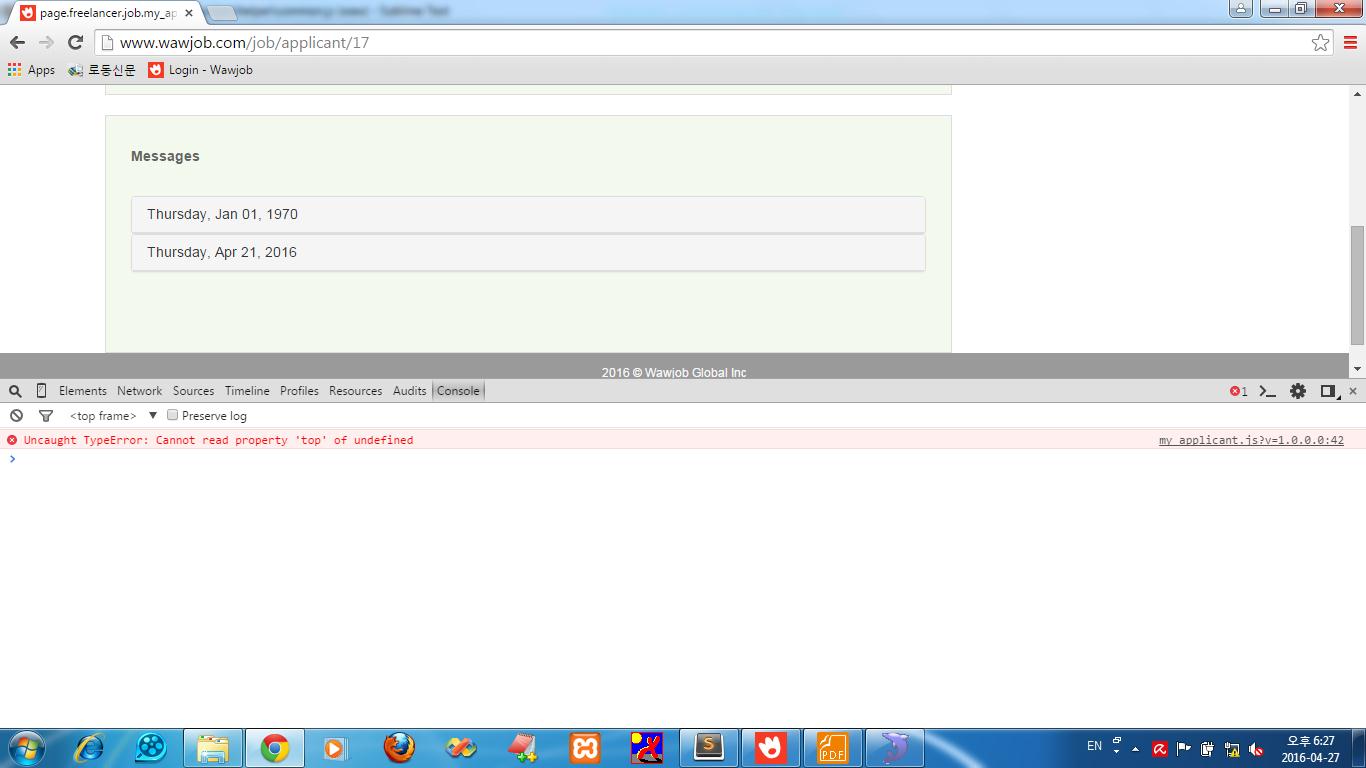 page.freelancer.job.my_ap
- Sublime Text
www.wawjob.com/job/applicant/17
Apps 로동신문 Login - Wawjob
Messages
Thursday, Jan 01, 1970
Thursday, Apr 21, 2016
2016 © Wawjob Global Inc
Elements Network Sources Timeline Profiles Resources Audits Console 1
<top frame> Preserve log
Uncaught TypeError: Cannot read property 'top' of undefined my_applicant.js?v=1.0.0.0:42
EN
오후 6:27
2016-04-27
PDF